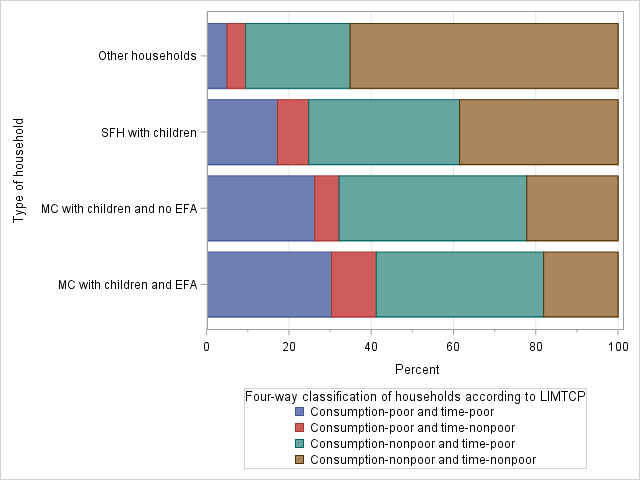 Type of household
Other households
SFH with children
MC with children and no EFA
MC with children and EFA
0 20 40 60 80 100
Percent
Four-way classification of households according to LIMTCP
Consumption-poor and time-poor
Consumption-poor and time-nonpoor
Consumption-nonpoor and time-poor
Consumption-nonpoor and time-nonpoor